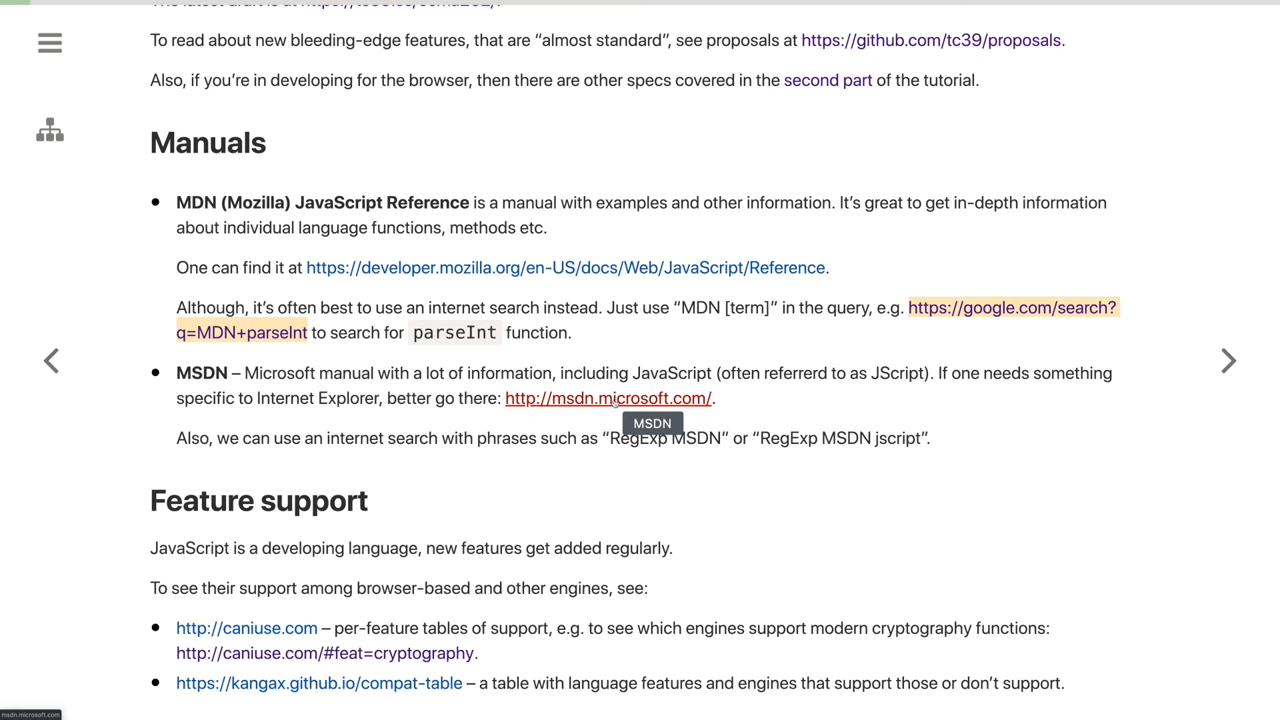 To read about new bleeding-edge features, that are “almost standard”, see proposals at https://github.com/tc39/proposals.
Also, if you’re in developing for the browser, then there are other specs covered in the second part of the tutorial.
Manuals
MDN (Mozilla) JavaScript Reference is a manual with examples and other information. It’s great to get in-depth information
about individual language functions, methods etc.
One can find it at https://developer.mozilla.org/en-US/docs/Web/JavaScript/Reference.
Although, it’s often best to use an internet search instead. Just use “MDN [term]” in the query, e.g. https://google.com/search?
q=MDN+parseInt to search for parseInt function.
MSDN – Microsoft manual with a lot of information, including JavaScript (often referrerd to as JScript). If one needs something
specific to Internet Explorer, better go there: http://msdn.microsoft.com/.
MSDN
Also, we can use an internet search with phrases such as “RegExp MSDN” or “RegExp MSDN jscript”.
Feature support
JavaScript is a developing language, new features get added regularly.
To see their support among browser-based and other engines, see:
http://caniuse.com – per-feature tables of support, e.g. to see which engines support modern cryptography functions:
http://caniuse.com/#feat=cryptography.
https://kangax.github.io/compat-table – a table with language features and engines that support those or don’t support.
msdn.microsoft.com